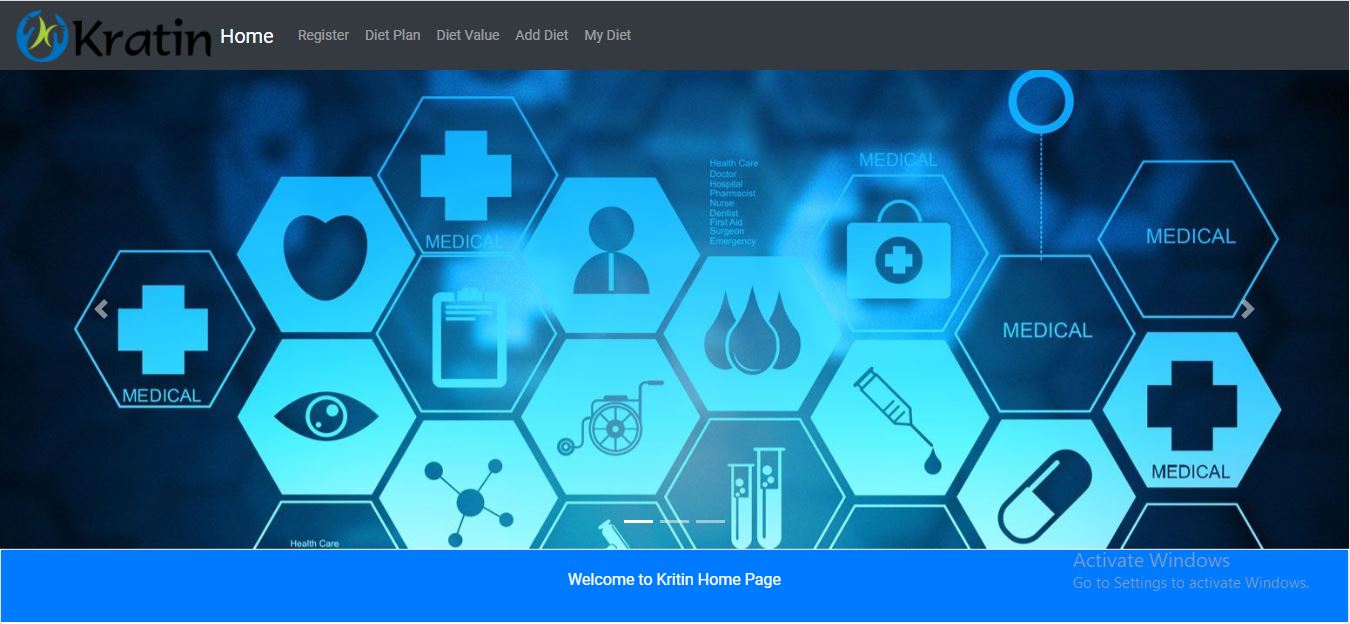 Kratin Home Register Diet Plan Diet Value Add Diet My Diet
MEDICAL
Health Care
Doctor
Hospital
Pharmacist
Nurse
Dentist
First Aid
Surgeon
Emergency
MEDICAL
MEDICAL
MEDICAL
MEDICAL
MEDICAL
MEDICAL
Health Care
Welcome to Kritin Home Page
Activate Windows
Go to Settings to activate Windows.